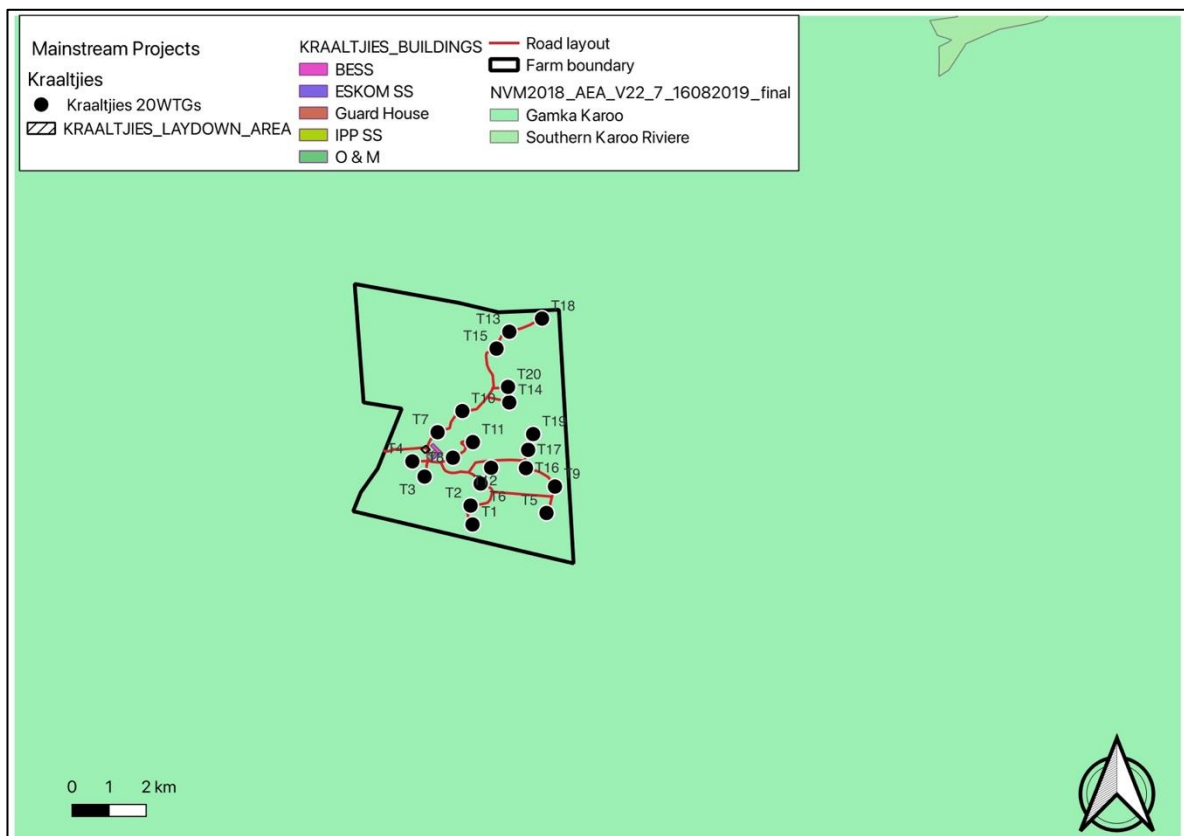 Mainstream Projects
Kraaltjies
Kraaltjies 20WTGs
KRAALTJIES_LAYDOWN_AREA
KRAALTJIES_BUILDINGS
BESS
ESKOM SS
Guard House
IPP SS
O & M
Road layout
Farm boundary
NVM2018_AEA_V22_7_16082019_final
Gamka Karoo
Southern Karoo Riviere
T18
T13
T15
T20
T14
T10
T7
T19
T11
T4
T17
T16
T9
T3
T12
T2
T6
T5
T1
0 1 2 km